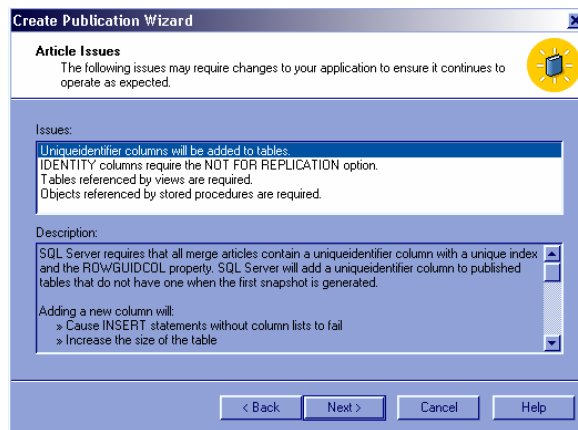 Create Publication Wizard
Article Issues
The following issues may require changes to your application to ensure it continues to
operate as expected.
Issues:
Uniqueidentifier columns will be added to tables.
IDENTITY columns require the NOT FOR REPLICATION option.
Tables referenced by views are required.
Objects referenced by stored procedures are required.
Description:
SQL Server requires that all merge articles contain a uniqueidentifier column with a unique index
and the ROWGUIDCOL property. SQL Server will add a uniqueidentifier column to published
tables that do not have one when the first snapshot is generated.
Adding a new column will:
» Cause INSERT statements without column lists to fail
» Increase the size of the table
< Back Next > Cancel Help